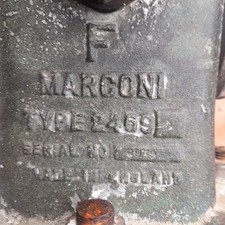 F
MARCONI
TYPE 2469
SERIAL NO
MADE IN ENGLAND